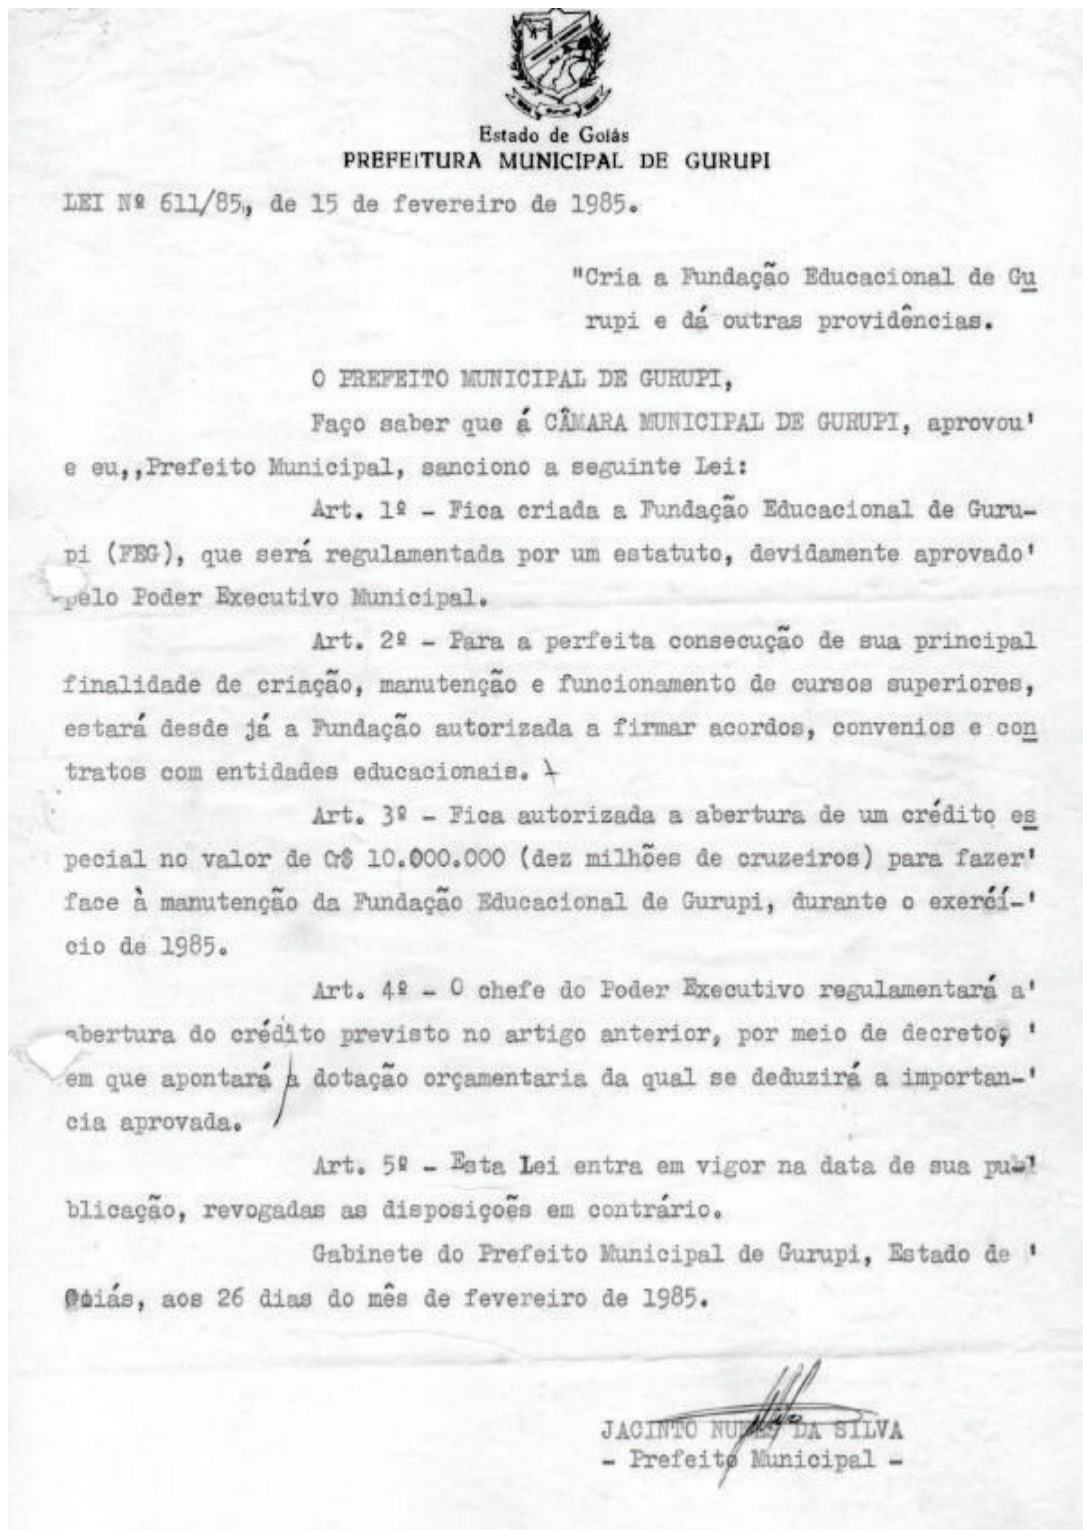 Estado de Goiás
PREFEITURA MUNICIPAL DE GURUPI
LEI Nº 611/85, de 15 de fevereiro de 1985.
"Cria a Fundação Educacional de Gu
rupi e dá outras providências.
O PREFEITO MUNICIPAL DE GURUPI,
Faço saber que á CÂMARA MUNICIPAL DE GURUPI, aprovou'
e eu,,Prefeito Municipal, sanciono a seguinte Lei:
Art. 1º - Fica criada a Fundação Educacional de Guru-
pi (FEG), que será regulamentada por um estatuto, devidamente aprovado'
pelo Poder Executivo Municipal.
Art. 2º - Para a perfeita consecução de sua principal
finalidade de criação, manutenção e funcionamento de cursos superiores,
estará desde já a Fundação autorizada a firmar acordos, convenios e con
tratos com entidades educacionais.
Art. 3º - Fica autorizada a abertura de um crédito es
pecial no valor de Cr$ 10.000.000 (dez milhões de cruzeiros) para fazer'
face à manutenção da Fundação Educacional de Gurupi, durante o exercí-'
cio de 1985.
Art. 4º - O chefe do Poder Executivo regulamentará a'
abertura do crédito previsto no artigo anterior, por meio de decreto, '
em que apontará a dotação orçamentaria da qual se deduzirá a importan-'
cia aprovada.
Art. 5º - Esta Lei entra em vigor na data de sua pu-'
blicação, revogadas as disposições em contrário.
Gabinete do Prefeito Municipal de Gurupi, Estado de '
Goiás, aos 26 dias do mês de fevereiro de 1985.
JACINTO NUNES DA SILVA
- Prefeito Municipal -